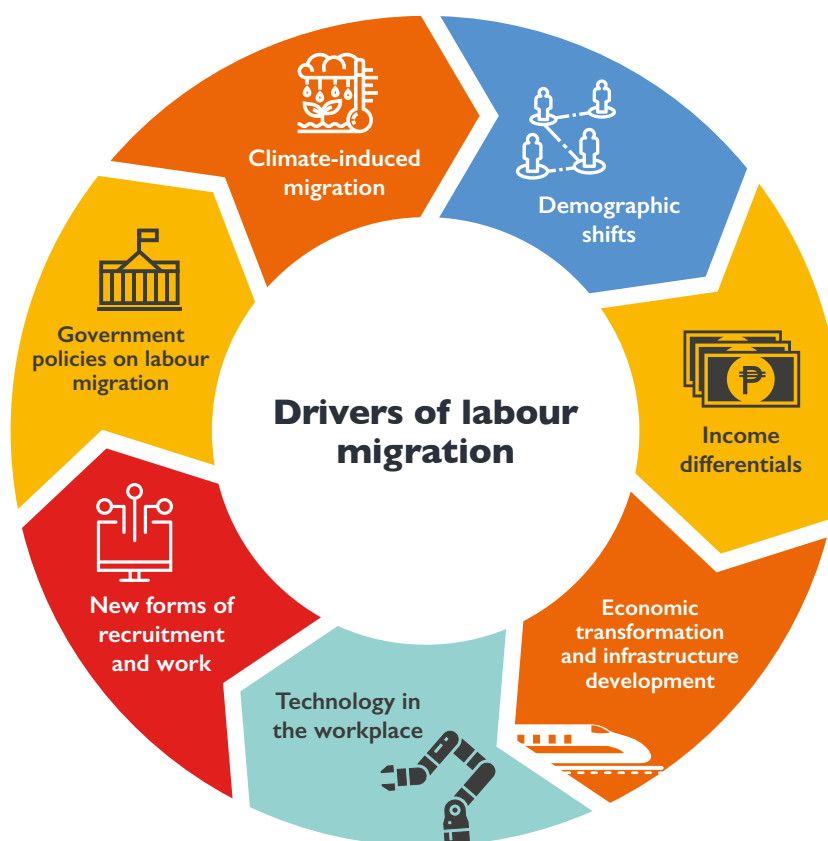 Drivers of labour
migration
Climate-induced
migration
Demographic
shifts
Income
differentials
₱
Economic
transformation
and infrastructure
development
Technology in
the workplace
New forms of
recruitment
and work
Government
policies on labour
migration